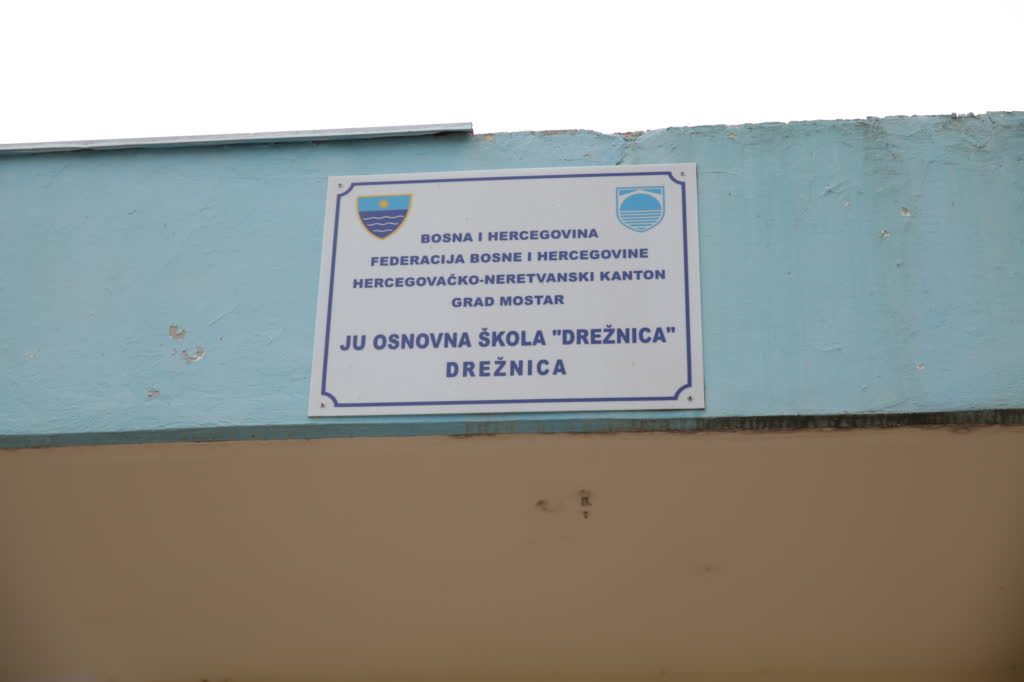 BOSNA I HERCEGOVINA
FEDERACIJA BOSNE I HERCEGOVINE
HERCEGOVAČKO-NERETVANSKI KANTON
GRAD MOSTAR
JU OSNOVNA ŠKOLA "DREŽNICA"
DREŽNICA